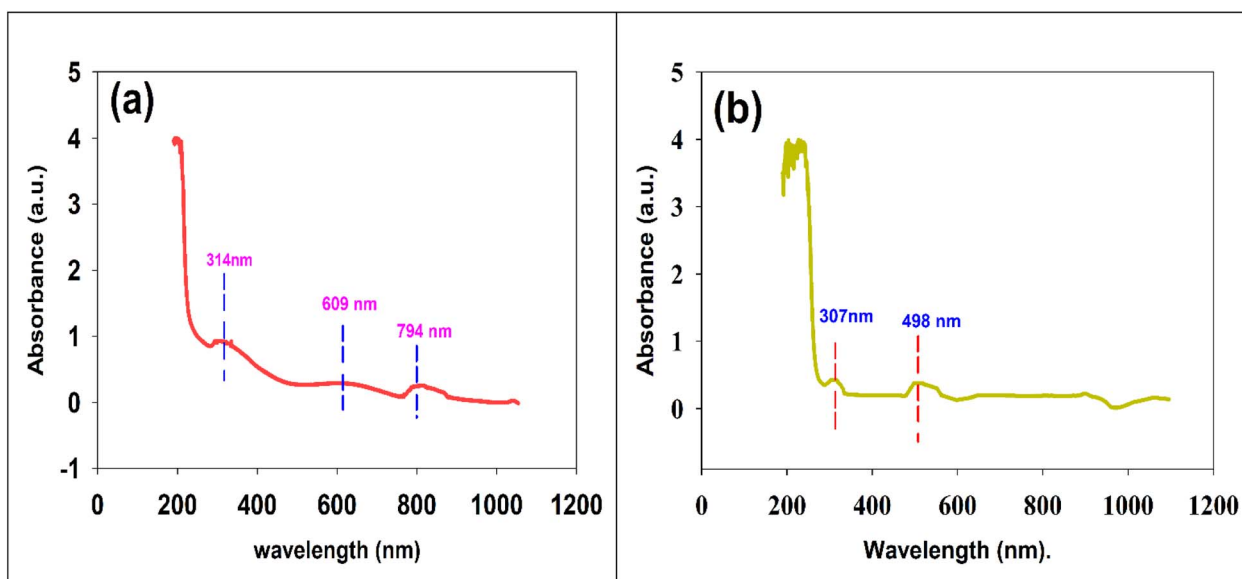 (a)
5
4
3
2
1
0
-1
Absorbance (a.u.)
314nm
609 nm
794 nm
0 200 400 600 800 1000 1200
wavelength (nm)
(b)
5
4
3
2
1
0
Absorbance (a.u.)
307nm
498 nm
0 200 400 600 800 1000 1200
Wavelength (nm).